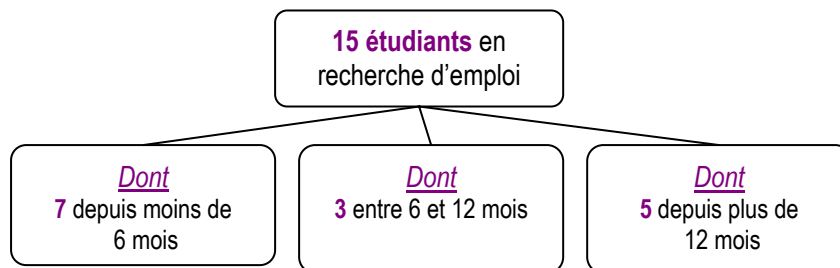 15 étudiants en
recherche d’emploi
Dont
7 depuis moins de
6 mois
Dont
3 entre 6 et 12 mois
Dont
5 depuis plus de
12 mois